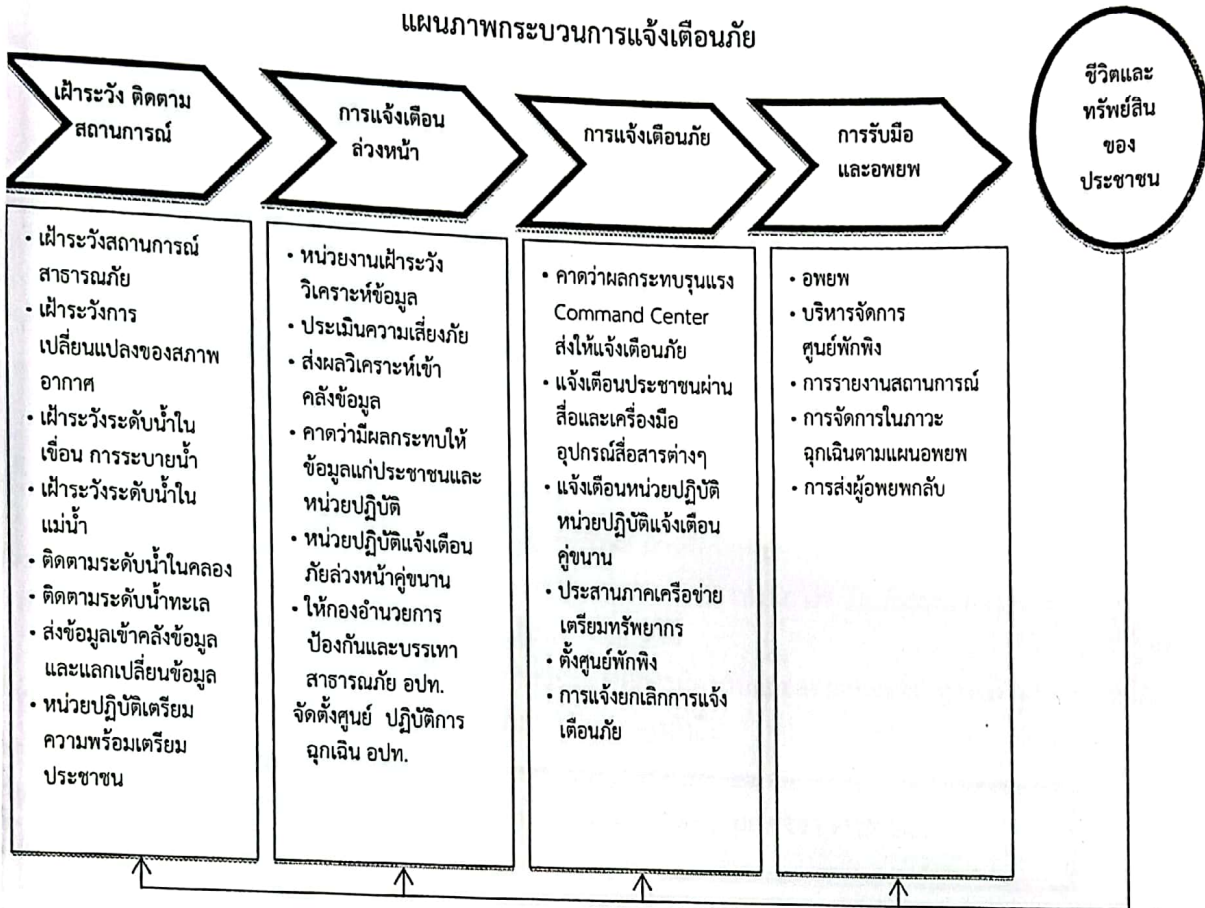 แผนภาพกระบวนการแจ้งเตือนภัย
เฝ้าระวัง ติดตาม
สถานการณ์
การแจ้งเตือน
ล่วงหน้า
การแจ้งเตือนภัย
การรับมือ
และอพยพ
ชีวิตและ
ทรัพย์สิน
ของ
ประชาชน
• เฝ้าระวังสถานการณ์
สาธารณภัย
• เฝ้าระวังการ
เปลี่ยนแปลงของสภาพ
อากาศ
• เฝ้าระวังระดับน้ำใน
เขื่อน การระบายน้ำ
• เฝ้าระวังระดับน้ำใน
แม่น้ำ
• ติดตามระดับน้ำในคลอง
• ติดตามระดับน้ำทะเล
• ส่งข้อมูลเข้าคลังข้อมูล
และแลกเปลี่ยนข้อมูล
• หน่วยปฏิบัติเตรียม
ความพร้อมเตรียม
ประชาชน
• หน่วยงานเฝ้าระวัง
วิเคราะห์ข้อมูล
• ประเมินความเสี่ยงภัย
• ส่งผลวิเคราะห์เข้า
คลังข้อมูล
• คาดว่ามีผลกระทบให้
ข้อมูลแก่ประชาชนและ
หน่วยปฏิบัติ
• หน่วยปฏิบัติแจ้งเตือน
ภัยล่วงหน้าคู่ขนาน
• ให้กองอำนวยการ
ป้องกันและบรรเทา
สาธารณภัย อปท.
จัดตั้งศูนย์ ปฏิบัติการ
ฉุกเฉิน อปท.
• คาดว่าผลกระทบรุนแรง
Command Center
ส่งให้แจ้งเตือนภัย
• แจ้งเตือนประชาชนผ่าน
สื่อและเครื่องมือ
อุปกรณ์สื่อสารต่างๆ
• แจ้งเตือนหน่วยปฏิบัติ
หน่วยปฏิบัติแจ้งเตือน
คู่ขนาน
• ประสานภาคเครือข่าย
เตรียมทรัพยากร
• ตั้งศูนย์พักพิง
• การแจ้งยกเลิกการแจ้ง
เตือนภัย
• อพยพ
• บริหารจัดการ
ศูนย์พักพิง
• การรายงานสถานการณ์
• การจัดการในภาวะ
ฉุกเฉินตามแผนอพยพ
• การส่งผู้อพยพกลับ